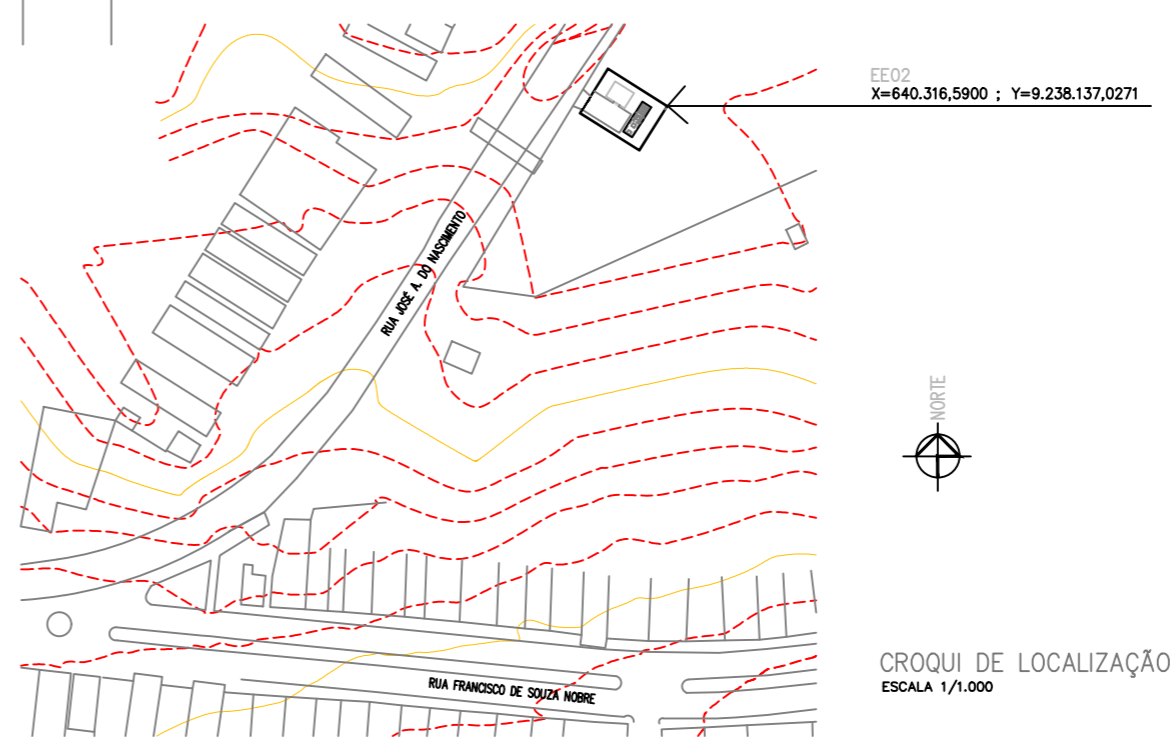 EE02
X=640.316,5900 ; Y=9.238.137,0271
RUA JOSÉ A. DO NASCIMENTO
NORTE
RUA FRANCISCO DE SOUZA NOBRE
CROQUI DE LOCALIZAÇÃO
ESCALA 1/1.000